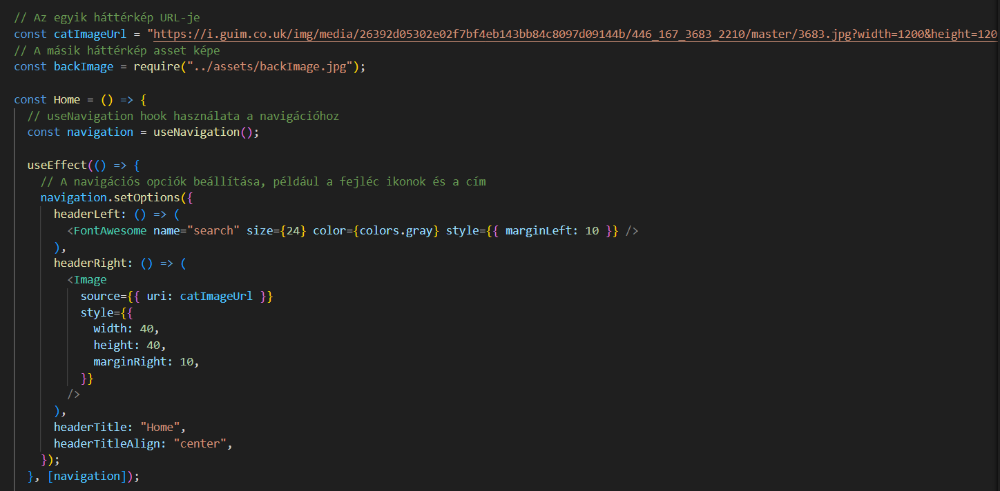 // Az egyik háttérkép URL-je
const catImageUrl = "https://i.guim.co.uk/img/media/26392d05302e02f7bf4eb143bb84c8097d09144b/446_167_3683_2210/master/3683.jpg?width=1200&height=120
// A másik háttérkép asset képe
const backImage = require("../assets/backImage.jpg");

const Home = () => {
  // useNavigation hook használata a navigációhoz
  const navigation = useNavigation();

  useEffect(() => {
    // A navigációs opciók beállítása, például a fejléc ikonok és a cím
    navigation.setOptions({
      headerLeft: () => (
        <FontAwesome name="search" size={24} color={colors.gray} style={{ marginLeft: 10 }} />
      ),
      headerRight: () => (
        <Image
          source={{ uri: catImageUrl }}
          style={{
            width: 40,
            height: 40,
            marginRight: 10,
          }}
        />
      ),
      headerTitle: "Home",
      headerTitleAlign: "center",
    });
  }, [navigation]);